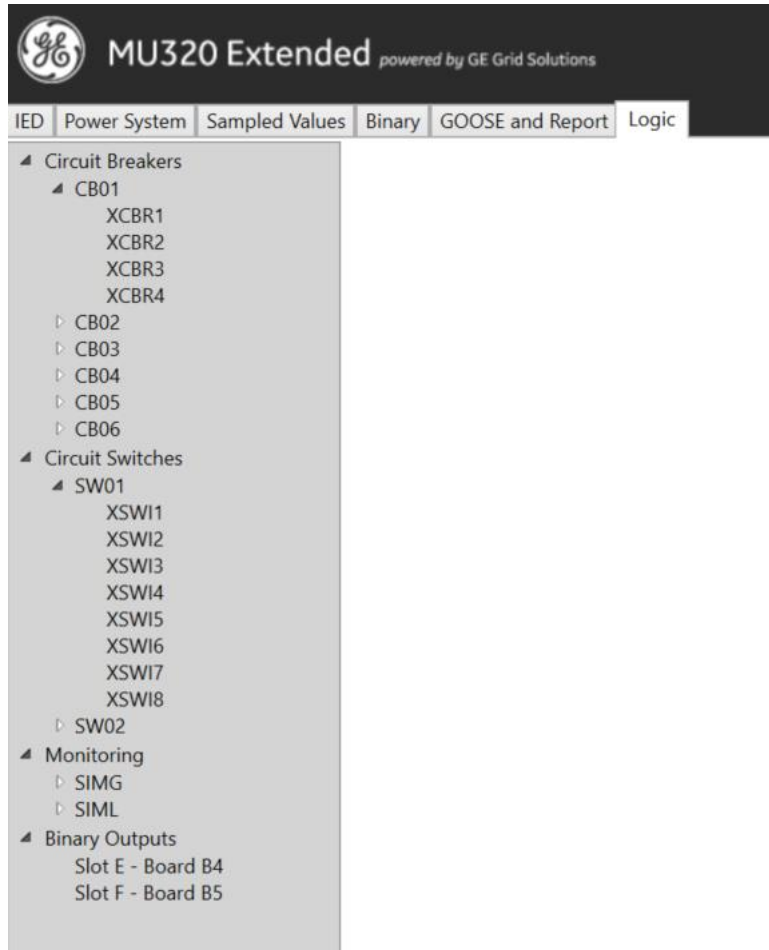 GE
MU320 Extended powered by GE Grid Solutions
IED Power System Sampled Values Binary GOOSE and Report Logic
Circuit Breakers
CB01
XCBR1
XCBR2
XCBR3
XCBR4
CB02
CB03
CB04
CB05
CB06
Circuit Switches
SW01
XSWI1
XSWI2
XSWI3
XSWI4
XSWI5
XSWI6
XSWI7
XSWI8
SW02
Monitoring
SIMG
SIML
Binary Outputs
Slot E - Board B4
Slot F - Board B5